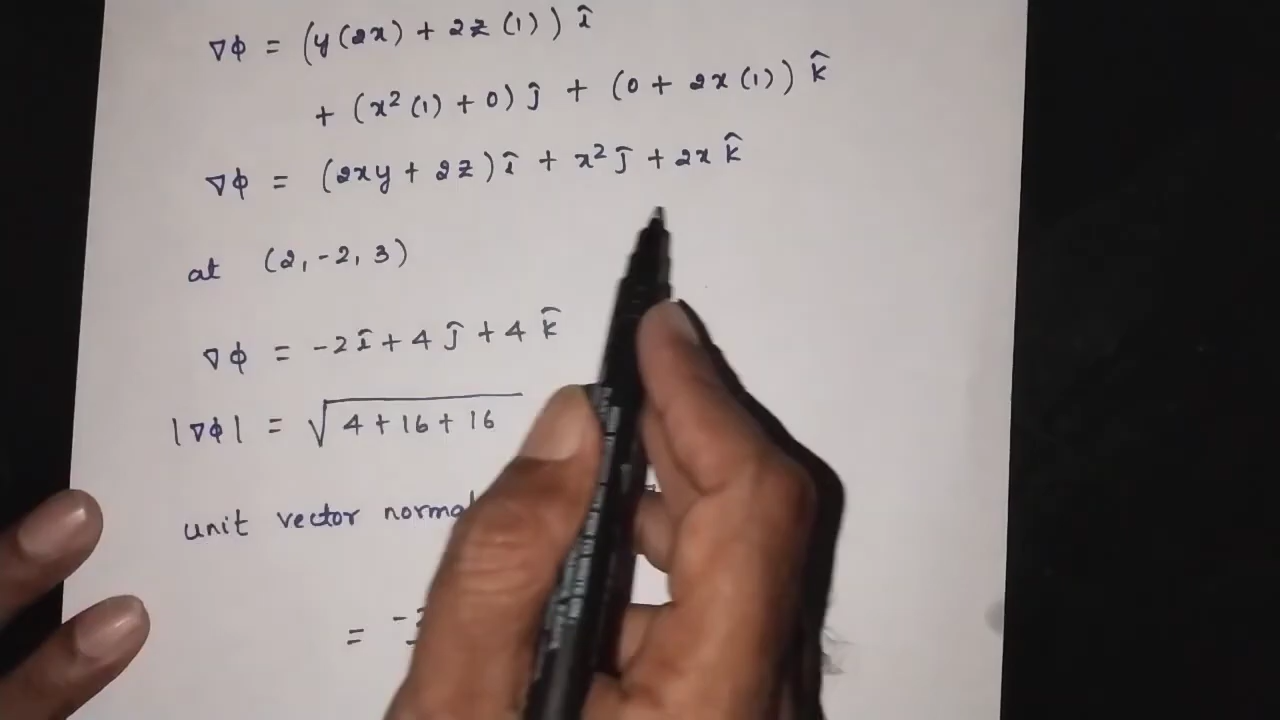 ∇ϕ = (y(2x) + 2z(1)) î
+ (x²(1) + 0) ĵ + (0 + 2x(1)) k̂
∇ϕ = (2xy + 2z) î + x² ĵ + 2x k̂
at (2, -2, 3)
∇ϕ = -2 î + 4 ĵ + 4 k̂
|∇ϕ| = √(4 + 16 + 16)
unit vector
=